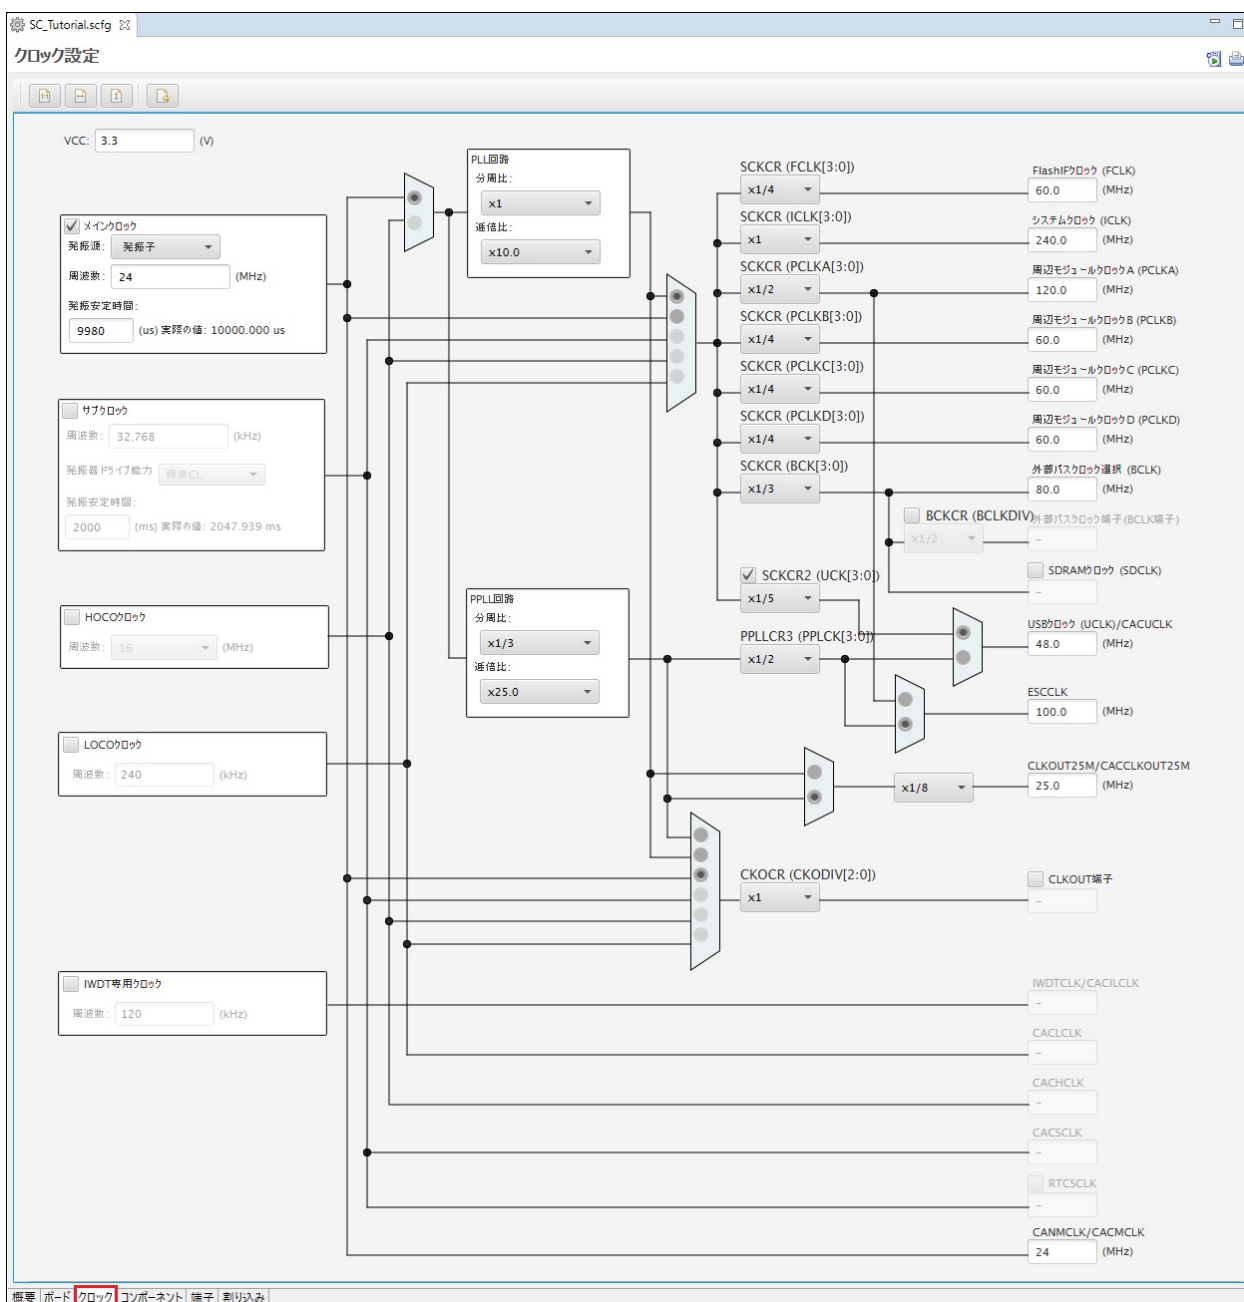 SC_Tutorial.scfg
クロック設定
VCC: 3.3 (V)
メインクロック
発振源: 発振子
周波数: 24 (MHz)
発振安定時間:
9980 (us) 実際の値: 10000.000 us
サブクロック
周波数: 32.768 (kHz)
発振器ドライブ能力 標準CL
発振安定時間:
2000 (ms) 実際の値: 2047.939 ms
HOCOクロック
周波数: 16 (MHz)
LOCOクロック
周波数: 240 (kHz)
IWDT専用クロック
周波数: 120 (kHz)
PLL回路
分周比:
x1
逓倍比:
x10.0
PPLL回路
分周比:
x1/3
逓倍比:
x25.0
SCKCR (FCLK[3:0])
x1/4
SCKCR (ICLK[3:0])
x1
SCKCR (PCLKA[3:0])
x1/2
SCKCR (PCLKB[3:0])
x1/4
SCKCR (PCLKC[3:0])
x1/4
SCKCR (PCLKD[3:0])
x1/4
SCKCR (BCK[3:0])
x1/3
BCKCR (BCLKDIV)
x1/2
SCKCR2 (UCK[3:0])
x1/5
PPLLCR3 (PPLCK[3:0])
x1/2
x1/8
CKOCR (CKODIV[2:0])
x1
FlashIFクロック (FCLK)
60.0 (MHz)
システムクロック (ICLK)
240.0 (MHz)
周辺モジュールクロックA (PCLKA)
120.0 (MHz)
周辺モジュールクロックB (PCLKB)
60.0 (MHz)
周辺モジュールクロックC (PCLKC)
60.0 (MHz)
周辺モジュールクロックD (PCLKD)
60.0 (MHz)
外部バスクロック選択 (BCLK)
80.0 (MHz)
外部バスクロック端子(BCLK端子)
-
SDRAMクロック (SDCLK)
-
USBクロック (UCLK)/CACUCLK
48.0 (MHz)
ESCCLK
100.0 (MHz)
CLKOUT25M/CACCLKOUT25M
25.0 (MHz)
CLKOUT端子
-
IWDTCLK/CACILCLK
-
CACLCLK
-
CACHCLK
-
CACSCLK
-
RTCSCLK
-
CANMCLK/CACMCLK
24 (MHz)
概要 ボード クロック コンポーネント 端子 割り込み